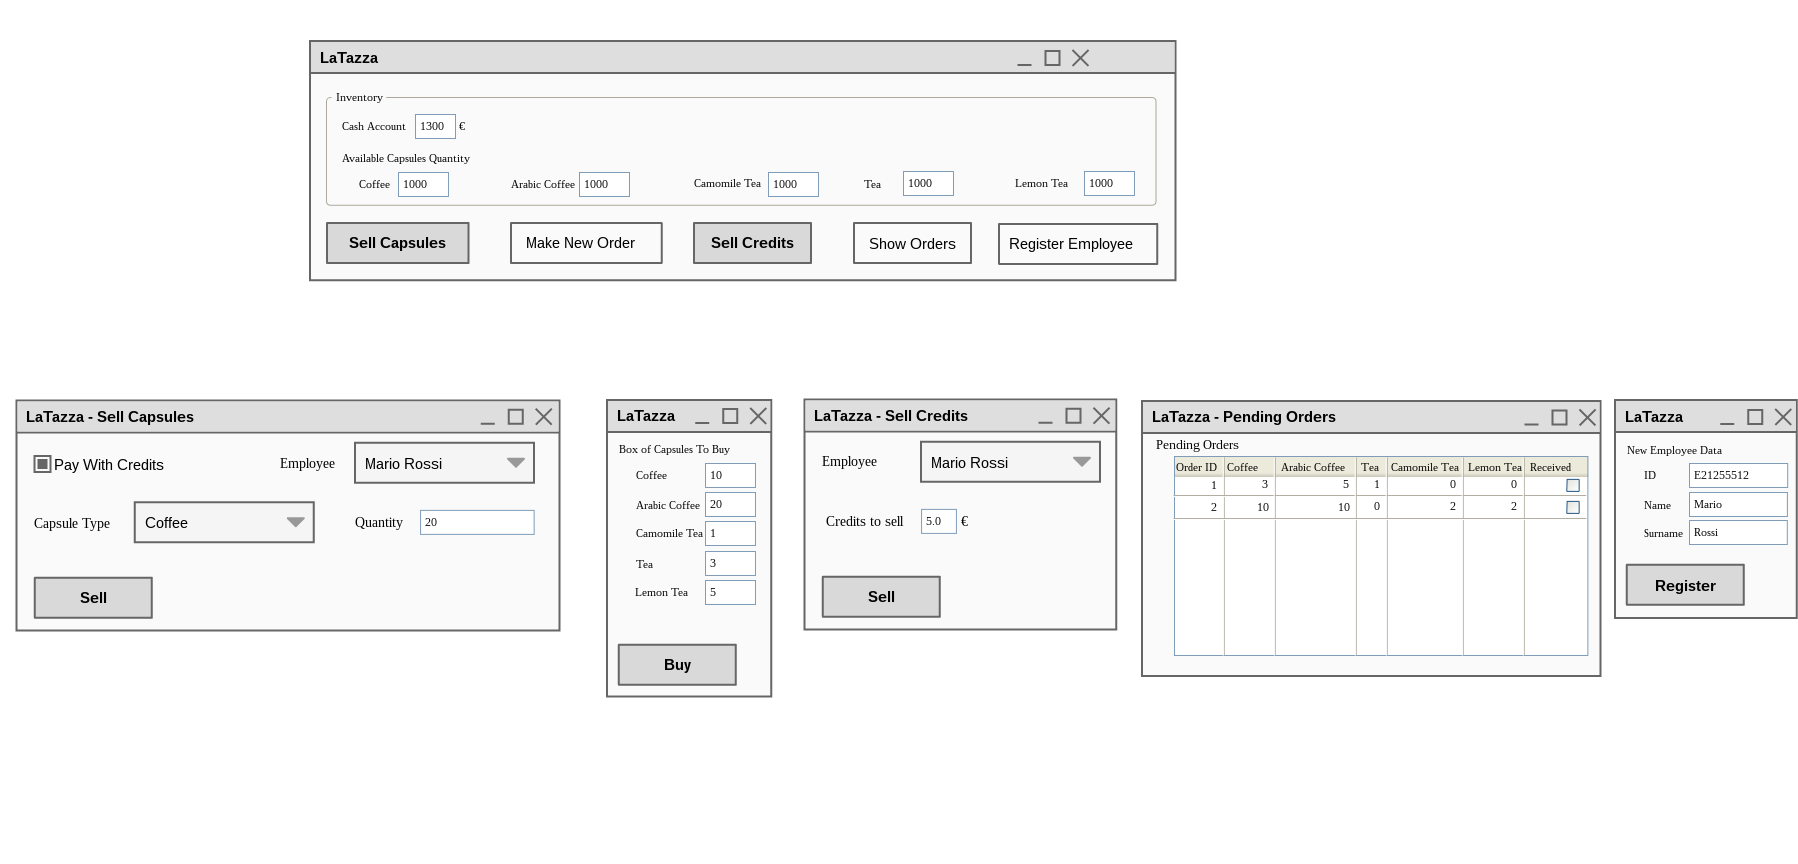 LaTazza
Inventory
Cash Account 1300 €
Available Capsules Quantity
Coffee 1000 Arabic Coffee 1000 Camomile Tea 1000 Tea 1000 Lemon Tea 1000
Sell Capsules Make New Order Sell Credits Show Orders Register Employee
LaTazza - Sell Capsules
Pay With Credits Employee Mario Rossi
Capsule Type Coffee Quantity 20
Sell
LaTazza
Box of Capsules To Buy
Coffee 10
Arabic Coffee 20
Camomile Tea 1
Tea 3
Lemon Tea 5
Buy
LaTazza - Sell Credits
Employee Mario Rossi
Credits to sell 5.0 €
Sell
LaTazza - Pending Orders
Pending Orders
Order ID Coffee Arabic Coffee Tea Camomile Tea Lemon Tea Received
1 3 5 1 0 0
2 10 10 0 2 2
LaTazza
New Employee Data
ID E21255512
Name Mario
Surname Rossi
Register